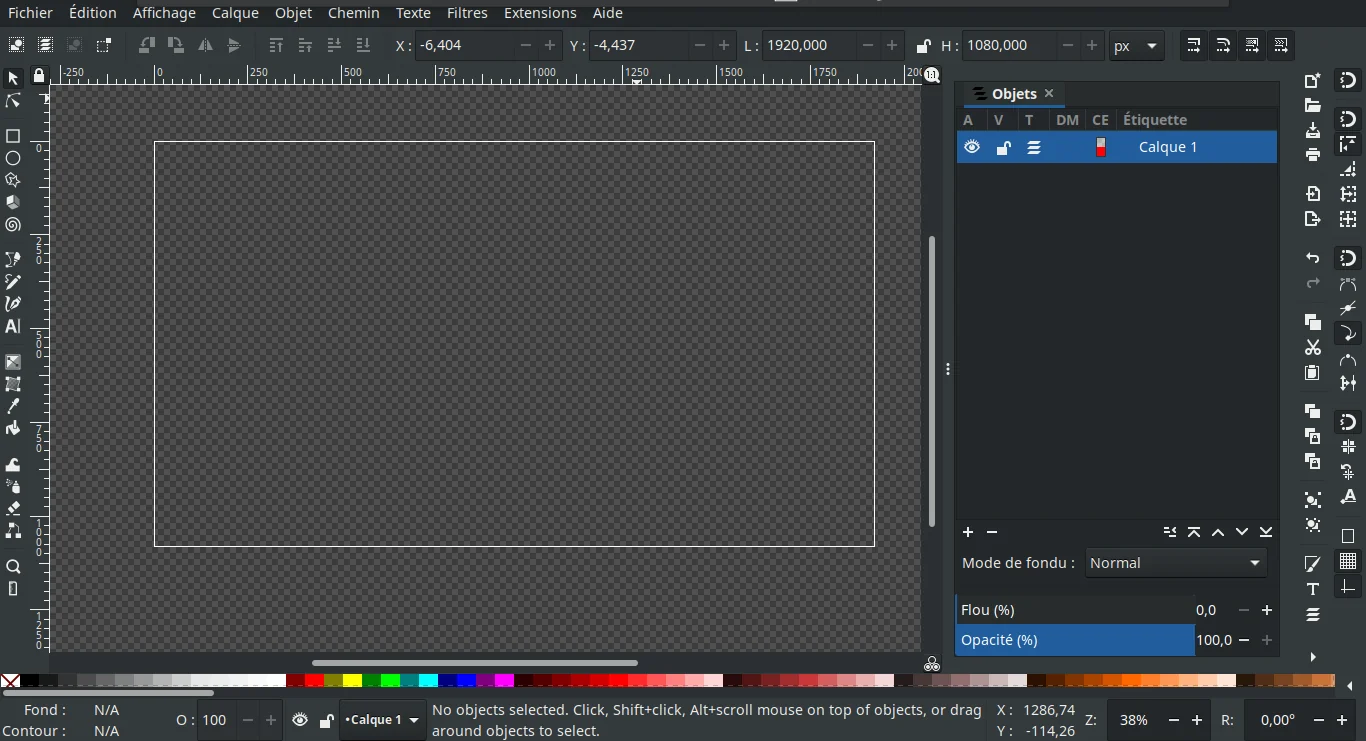 Fichier Édition Affichage Calque Objet Chemin Texte Filtres Extensions Aide
X : -6,404 Y : -4,437 L : 1920,000 H : 1080,000 px
-250 0 250 500 750 1000 1250 1500 1750 1:1
Objets
A V T DM CE Étiquette
Calque 1
0
250
500
750
1000
1250
Mode de fondu : Normal
Flou (%) 0,0
Opacité (%) 100,0
Fond : N/A
Contour : N/A
O : 100
•Calque 1
No objects selected. Click, Shift+click, Alt+scroll mouse on top of objects, or drag
around objects to select.
X : 1286,74
Y : -114,26
Z: 38% R: 0,00°